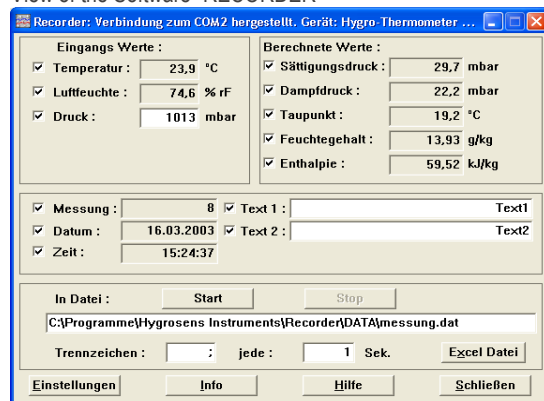 View of the Software "RECORDER"
Recorder: Verbindung zum COM2 hergestellt. Gerät: Hygro-Thermometer ...
Eingangs Werte :
Temperatur : 23,9 °C
Luftfeuchte : 74,6 % rF
Druck : 1013 mbar
Berechnete Werte :
Sättigungsdruck : 29,7 mbar
Dampfdruck : 22,2 mbar
Taupunkt : 19,2 °C
Feuchtegehalt : 13,93 g/kg
Enthalpie : 59,52 kJ/kg
Messung : 8 Text 1 : Text1
Datum : 16.03.2003 Text 2 : Text2
Zeit : 15:24:37
In Datei : Start Stop
C:\Programme\Hygrosens Instruments\Recorder\DATA\messung.dat
Trennzeichen : ; jede : 1 Sek. Excel Datei
Einstellungen Info Hilfe Schließen